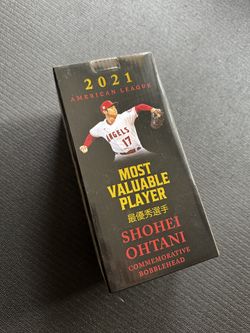 2021
AMERICAN LEAGUE
ANGELS
17
MOST
VALUABLE
PLAYER
最優秀選手
SHOHEI
OHTANI
COMMEMORATIVE
BOBBLEHEAD